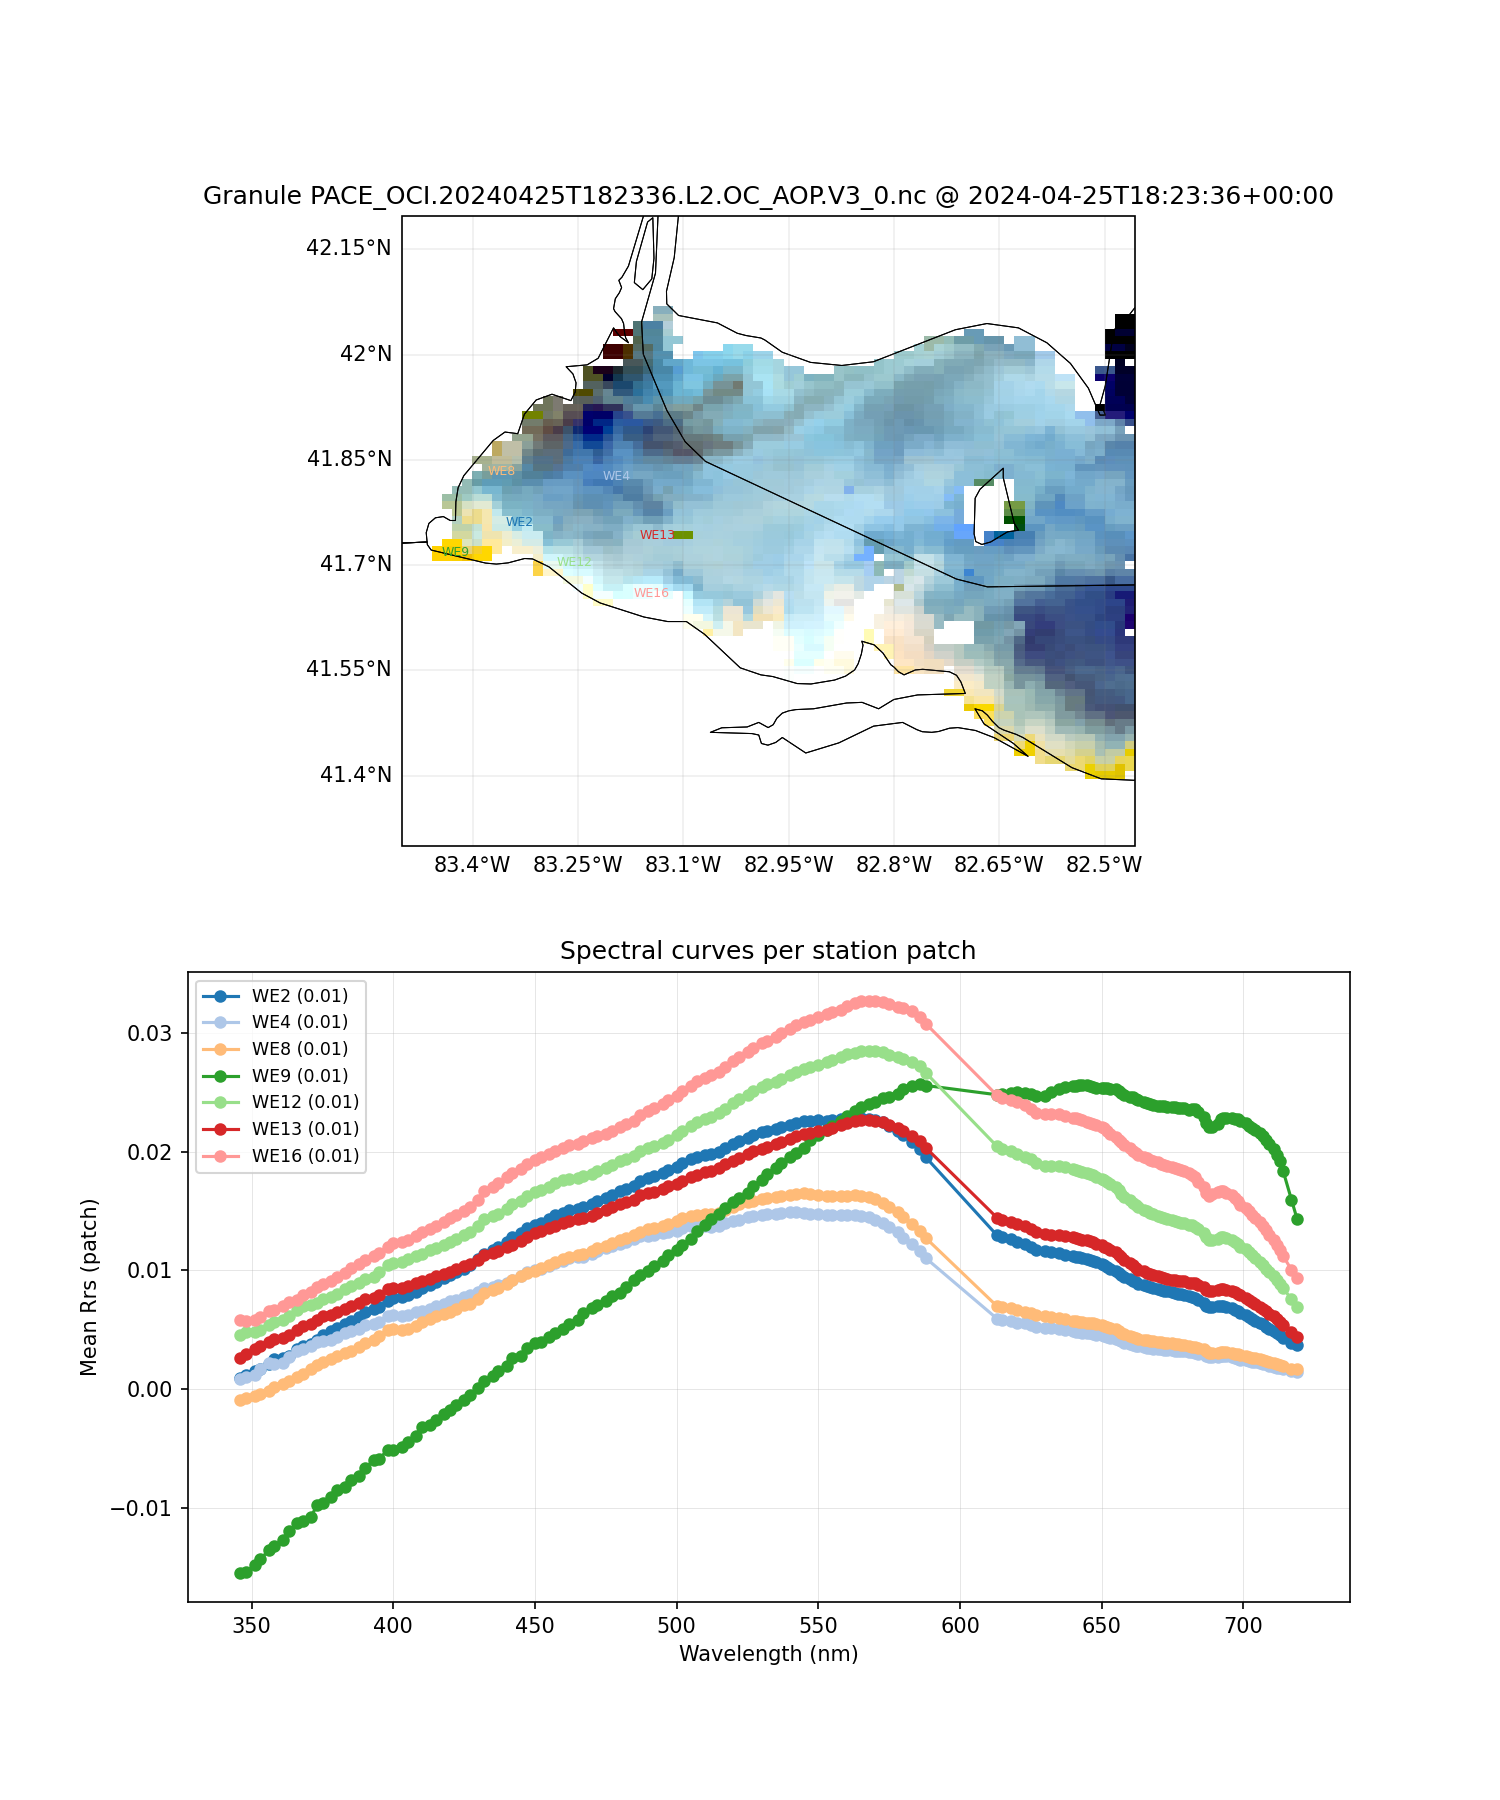 Granule PACE_OCI.20240425T182336.L2.OC_AOP.V3_0.nc @ 2024-04-25T18:23:36+00:00
42.15°N
42°N
41.85°N
41.7°N
41.55°N
41.4°N
WE8
WE4
WE2
WE13
WE9
WE12
WE16
83.4°W 83.25°W 83.1°W 82.95°W 82.8°W 82.65°W 82.5°W
Spectral curves per station patch
WE2 (0.01)
WE4 (0.01)
WE8 (0.01)
WE9 (0.01)
WE12 (0.01)
WE13 (0.01)
WE16 (0.01)
Mean Rrs (patch)
0.03
0.02
0.01
0.00
−0.01
350 400 450 500 550 600 650 700
Wavelength (nm)